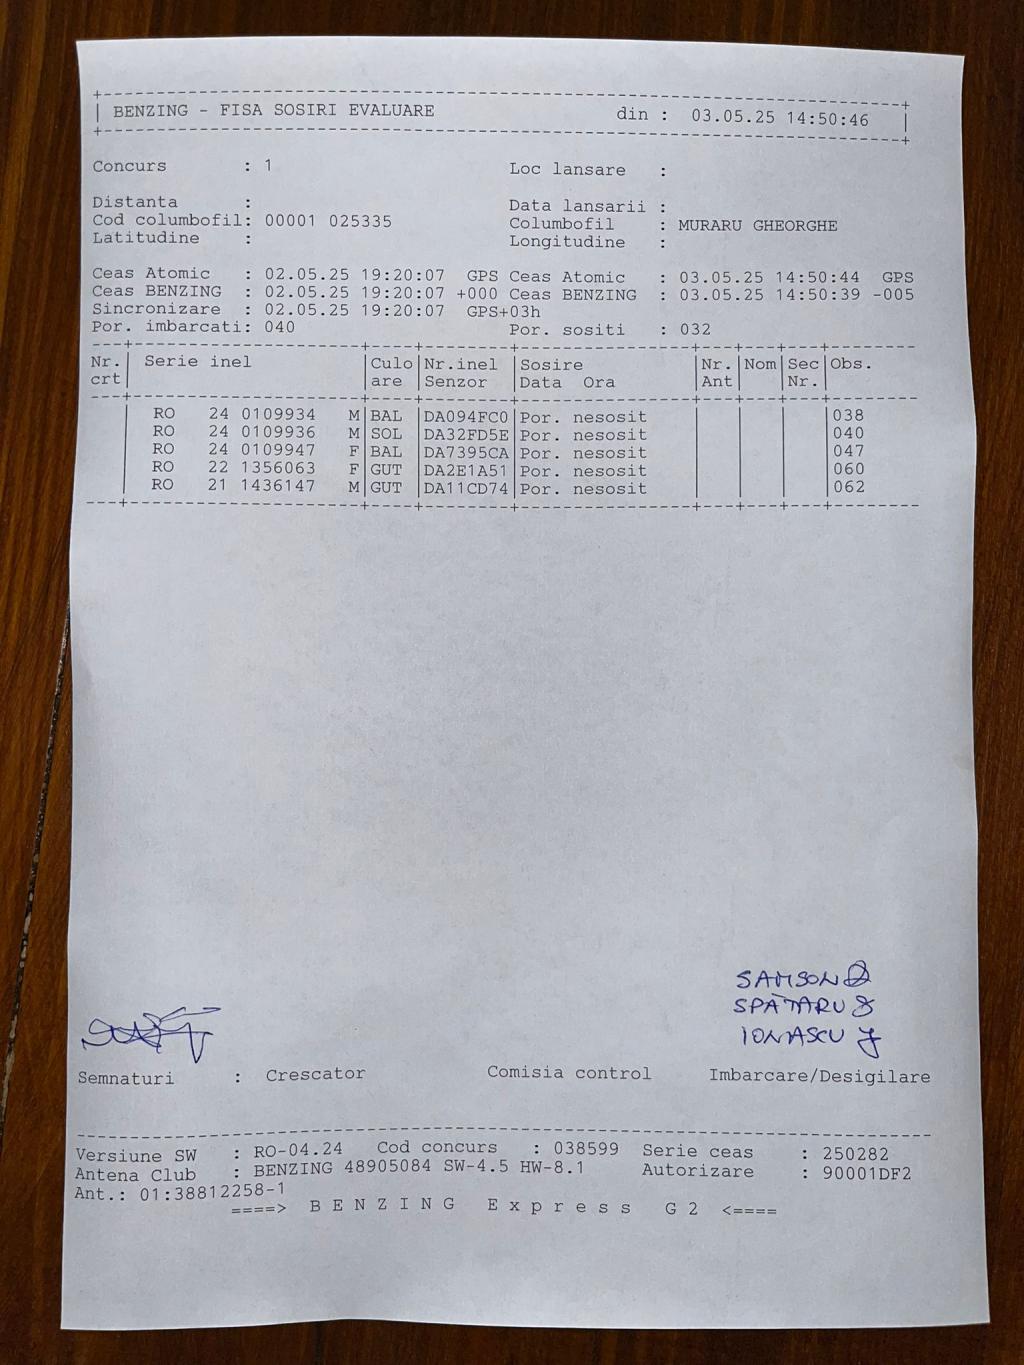 BENZING - FISA SOSIRI EVALUARE din : 03.05.25 14:50:46
Concurs : 1 Loc lansare :
Distanta : Data lansarii :
Cod columbofil: 00001 025335 Columbofil : MURARU GHEORGHE
Latitudine : Longitudine :
Ceas Atomic : 02.05.25 19:20:07 GPS Ceas Atomic : 03.05.25 14:50:44 GPS
Ceas BENZING : 02.05.25 19:20:07 +000 Ceas BENZING : 03.05.25 14:50:39 -005
Sincronizare : 02.05.25 19:20:07 GPS+03h
Por. imbarcati: 040 Por. sositi : 032
Nr. Serie inel Culo Nr.inel Sosire Nr. Nom Sec Obs.
crt are Senzor Data Ora Ant Nr.
RO 24 0109934 M BAL DA094FC0 Por. nesosit 038
RO 24 0109936 M SOL DA32FD5E Por. nesosit 040
RO 24 0109947 F BAL DA7395CA Por. nesosit 047
RO 22 1356063 F GUT DA2E1A51 Por. nesosit 060
RO 21 1436147 M GUT DA11CD74 Por. nesosit 062
SAMSON
SPĂTARU
IONASCU
Semnaturi : Crescator Comisia control Imbarcare/Desigilare
Versiune SW : RO-04.24 Cod concurs : 038599 Serie ceas : 250282
Antena Club : BENZING 48905084 SW-4.5 HW-8.1 Autorizare : 90001DF2
Ant.: 01:38812258-1
====> B E N Z I N G E x p r e s s G 2 <====